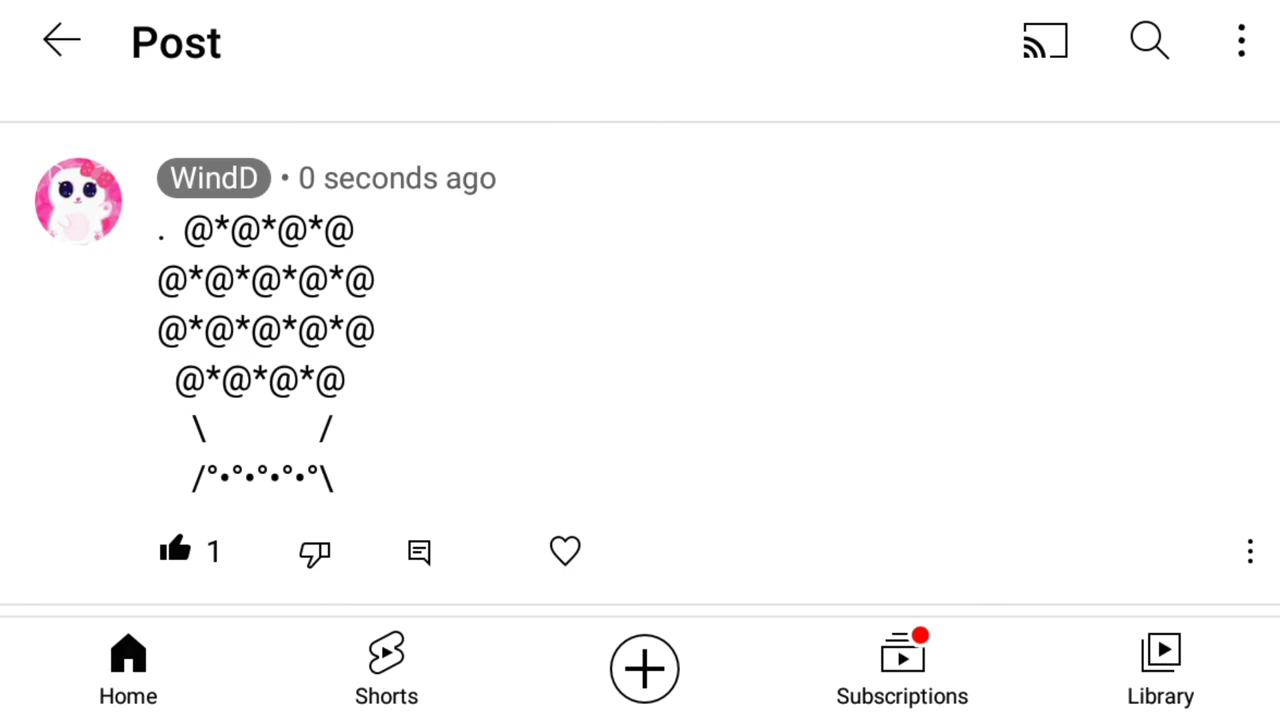 Post
WindD • 0 seconds ago
. @*@*@*@
@*@*@*@*@
@*@*@*@*@
@*@*@*@
\ /
/°•°•°•°•°\
1
Home
Shorts
Subscriptions
Library